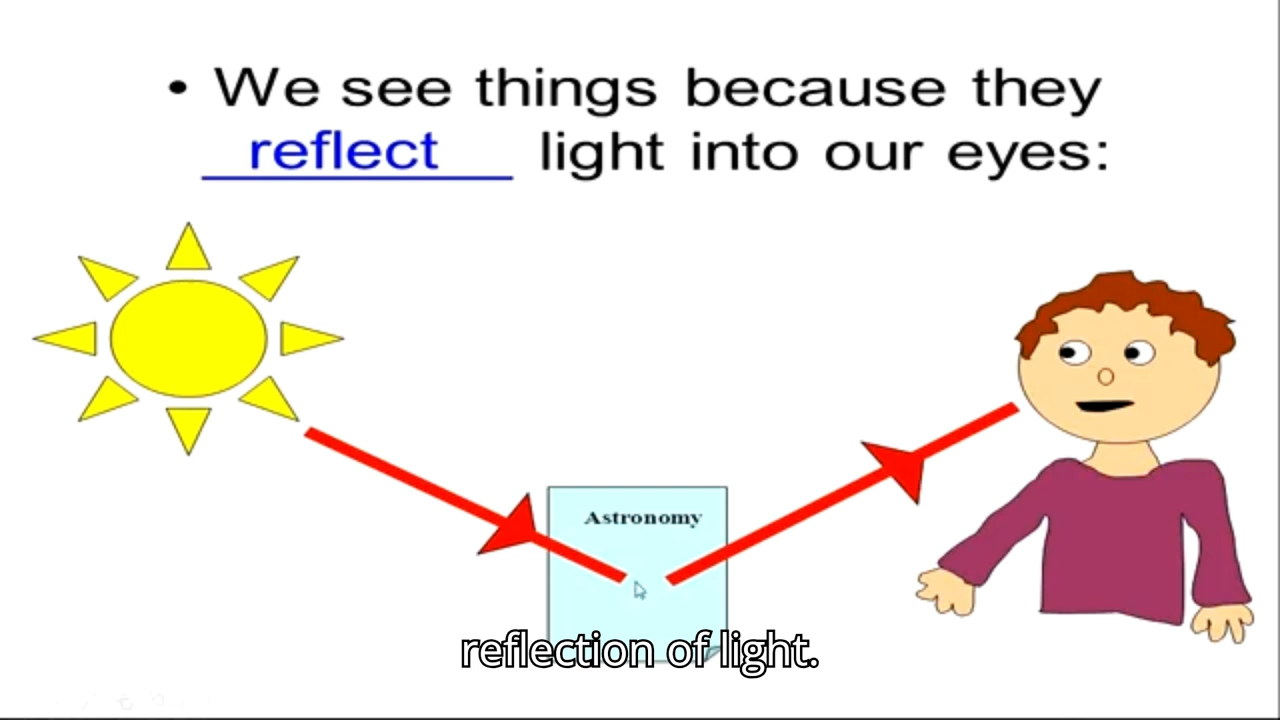 • We see things because they
reflect light into our eyes:
Astronomy
reflection of light.